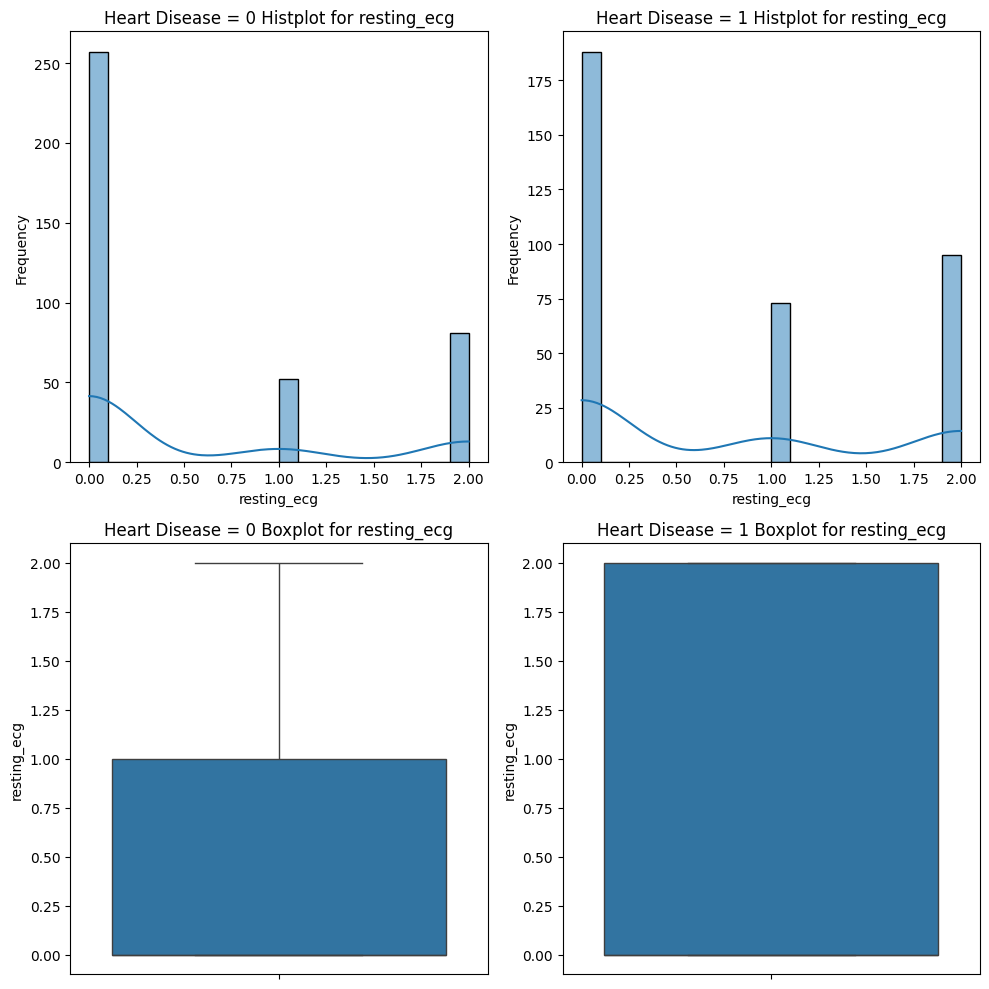 Heart Disease = 0 Histplot for resting_ecg
250
200
150
100
50
0
Frequency
0.00 0.25 0.50 0.75 1.00 1.25 1.50 1.75 2.00
resting_ecg
Heart Disease = 1 Histplot for resting_ecg
175
150
125
100
75
50
25
0
Frequency
0.00 0.25 0.50 0.75 1.00 1.25 1.50 1.75 2.00
resting_ecg
Heart Disease = 0 Boxplot for resting_ecg
2.00
1.75
1.50
1.25
1.00
0.75
0.50
0.25
0.00
resting_ecg
Heart Disease = 1 Boxplot for resting_ecg
2.00
1.75
1.50
1.25
1.00
0.75
0.50
0.25
0.00
resting_ecg